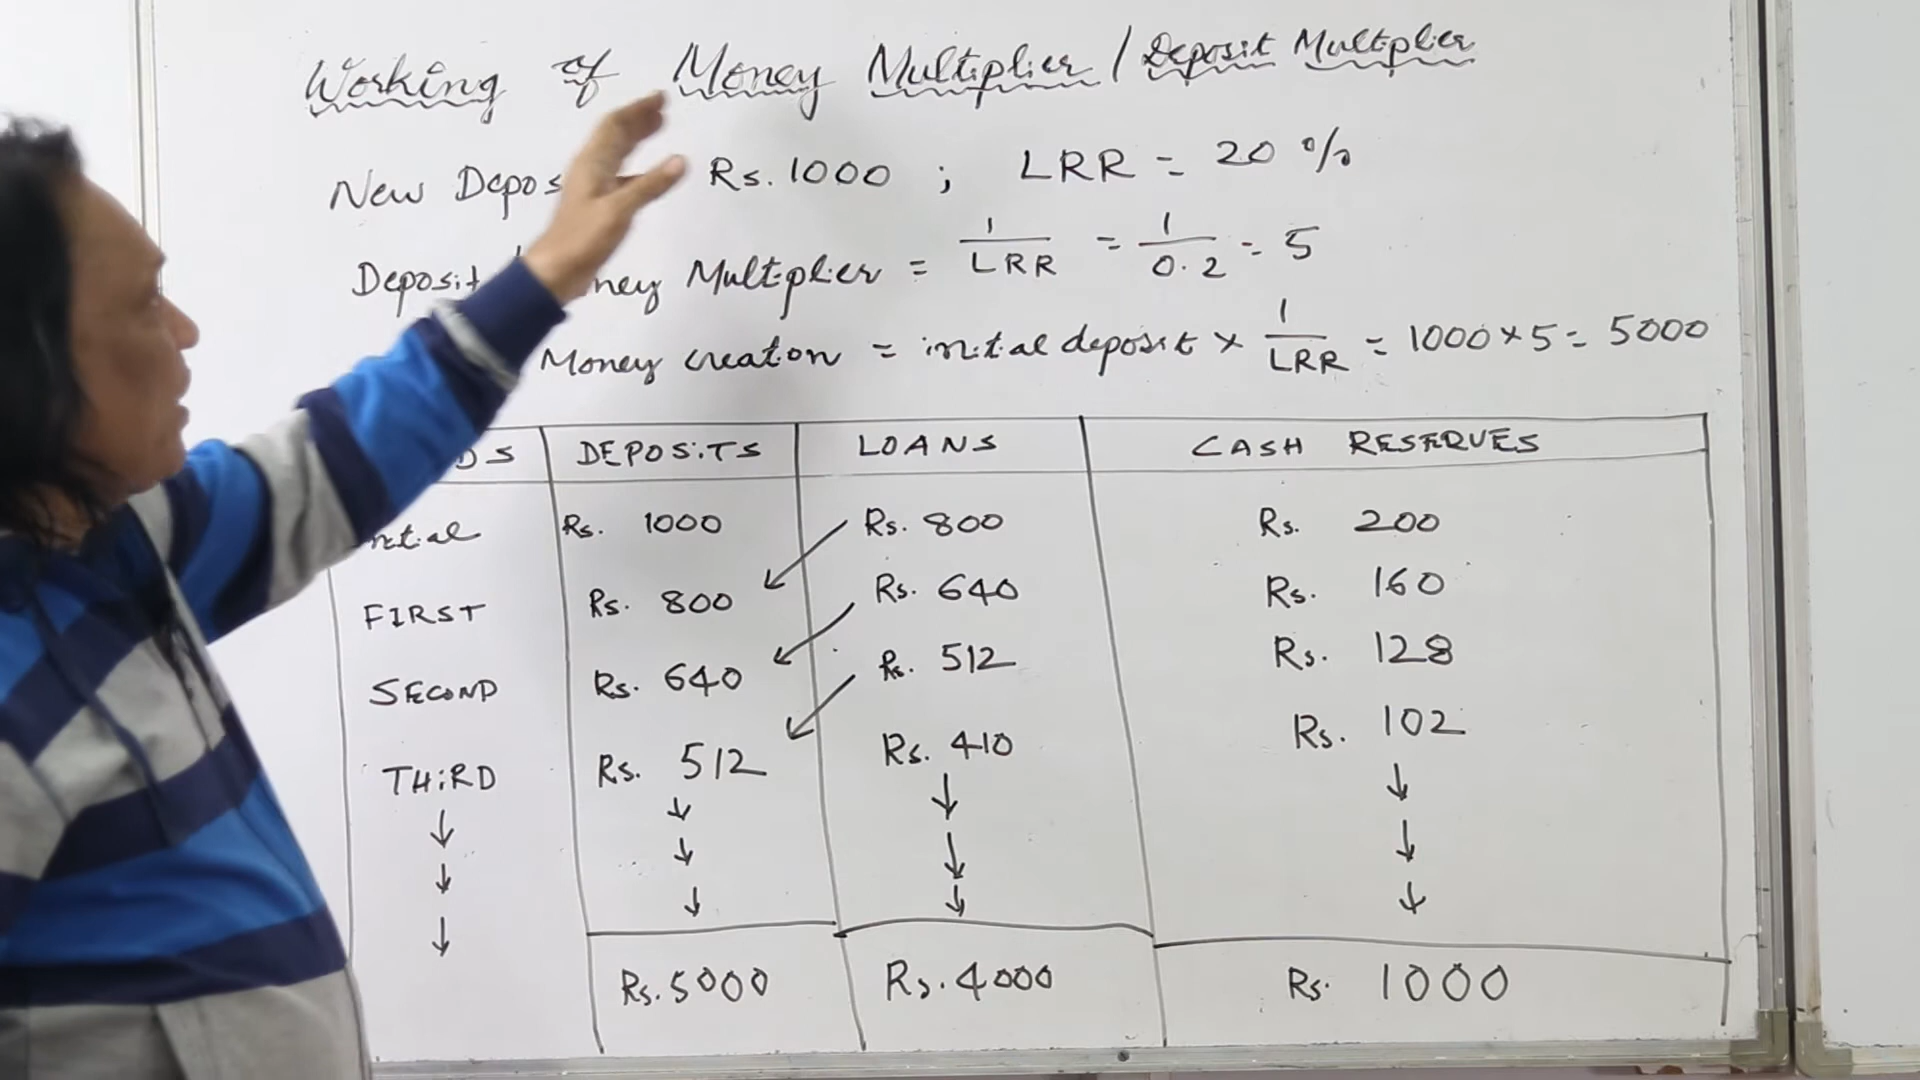 Working of Money Multiplier / Deposit Multiplier
New Depos Rs. 1000 ; LRR = 20 %
Deposit ney Multiplier = 1/LRR = 1/0.2 = 5
Money creation = initial deposit × 1/LRR = 1000 × 5 = 5000
DS DEPOSITS LOANS CASH RESERVES
nitial Rs. 1000 Rs. 800 Rs. 200
FIRST Rs. 800 Rs. 640 Rs. 160
SECOND Rs. 640 Rs. 512 Rs. 128
THIRD Rs. 512 Rs. 410 Rs. 102
Rs. 5000 Rs. 4000 Rs. 1000